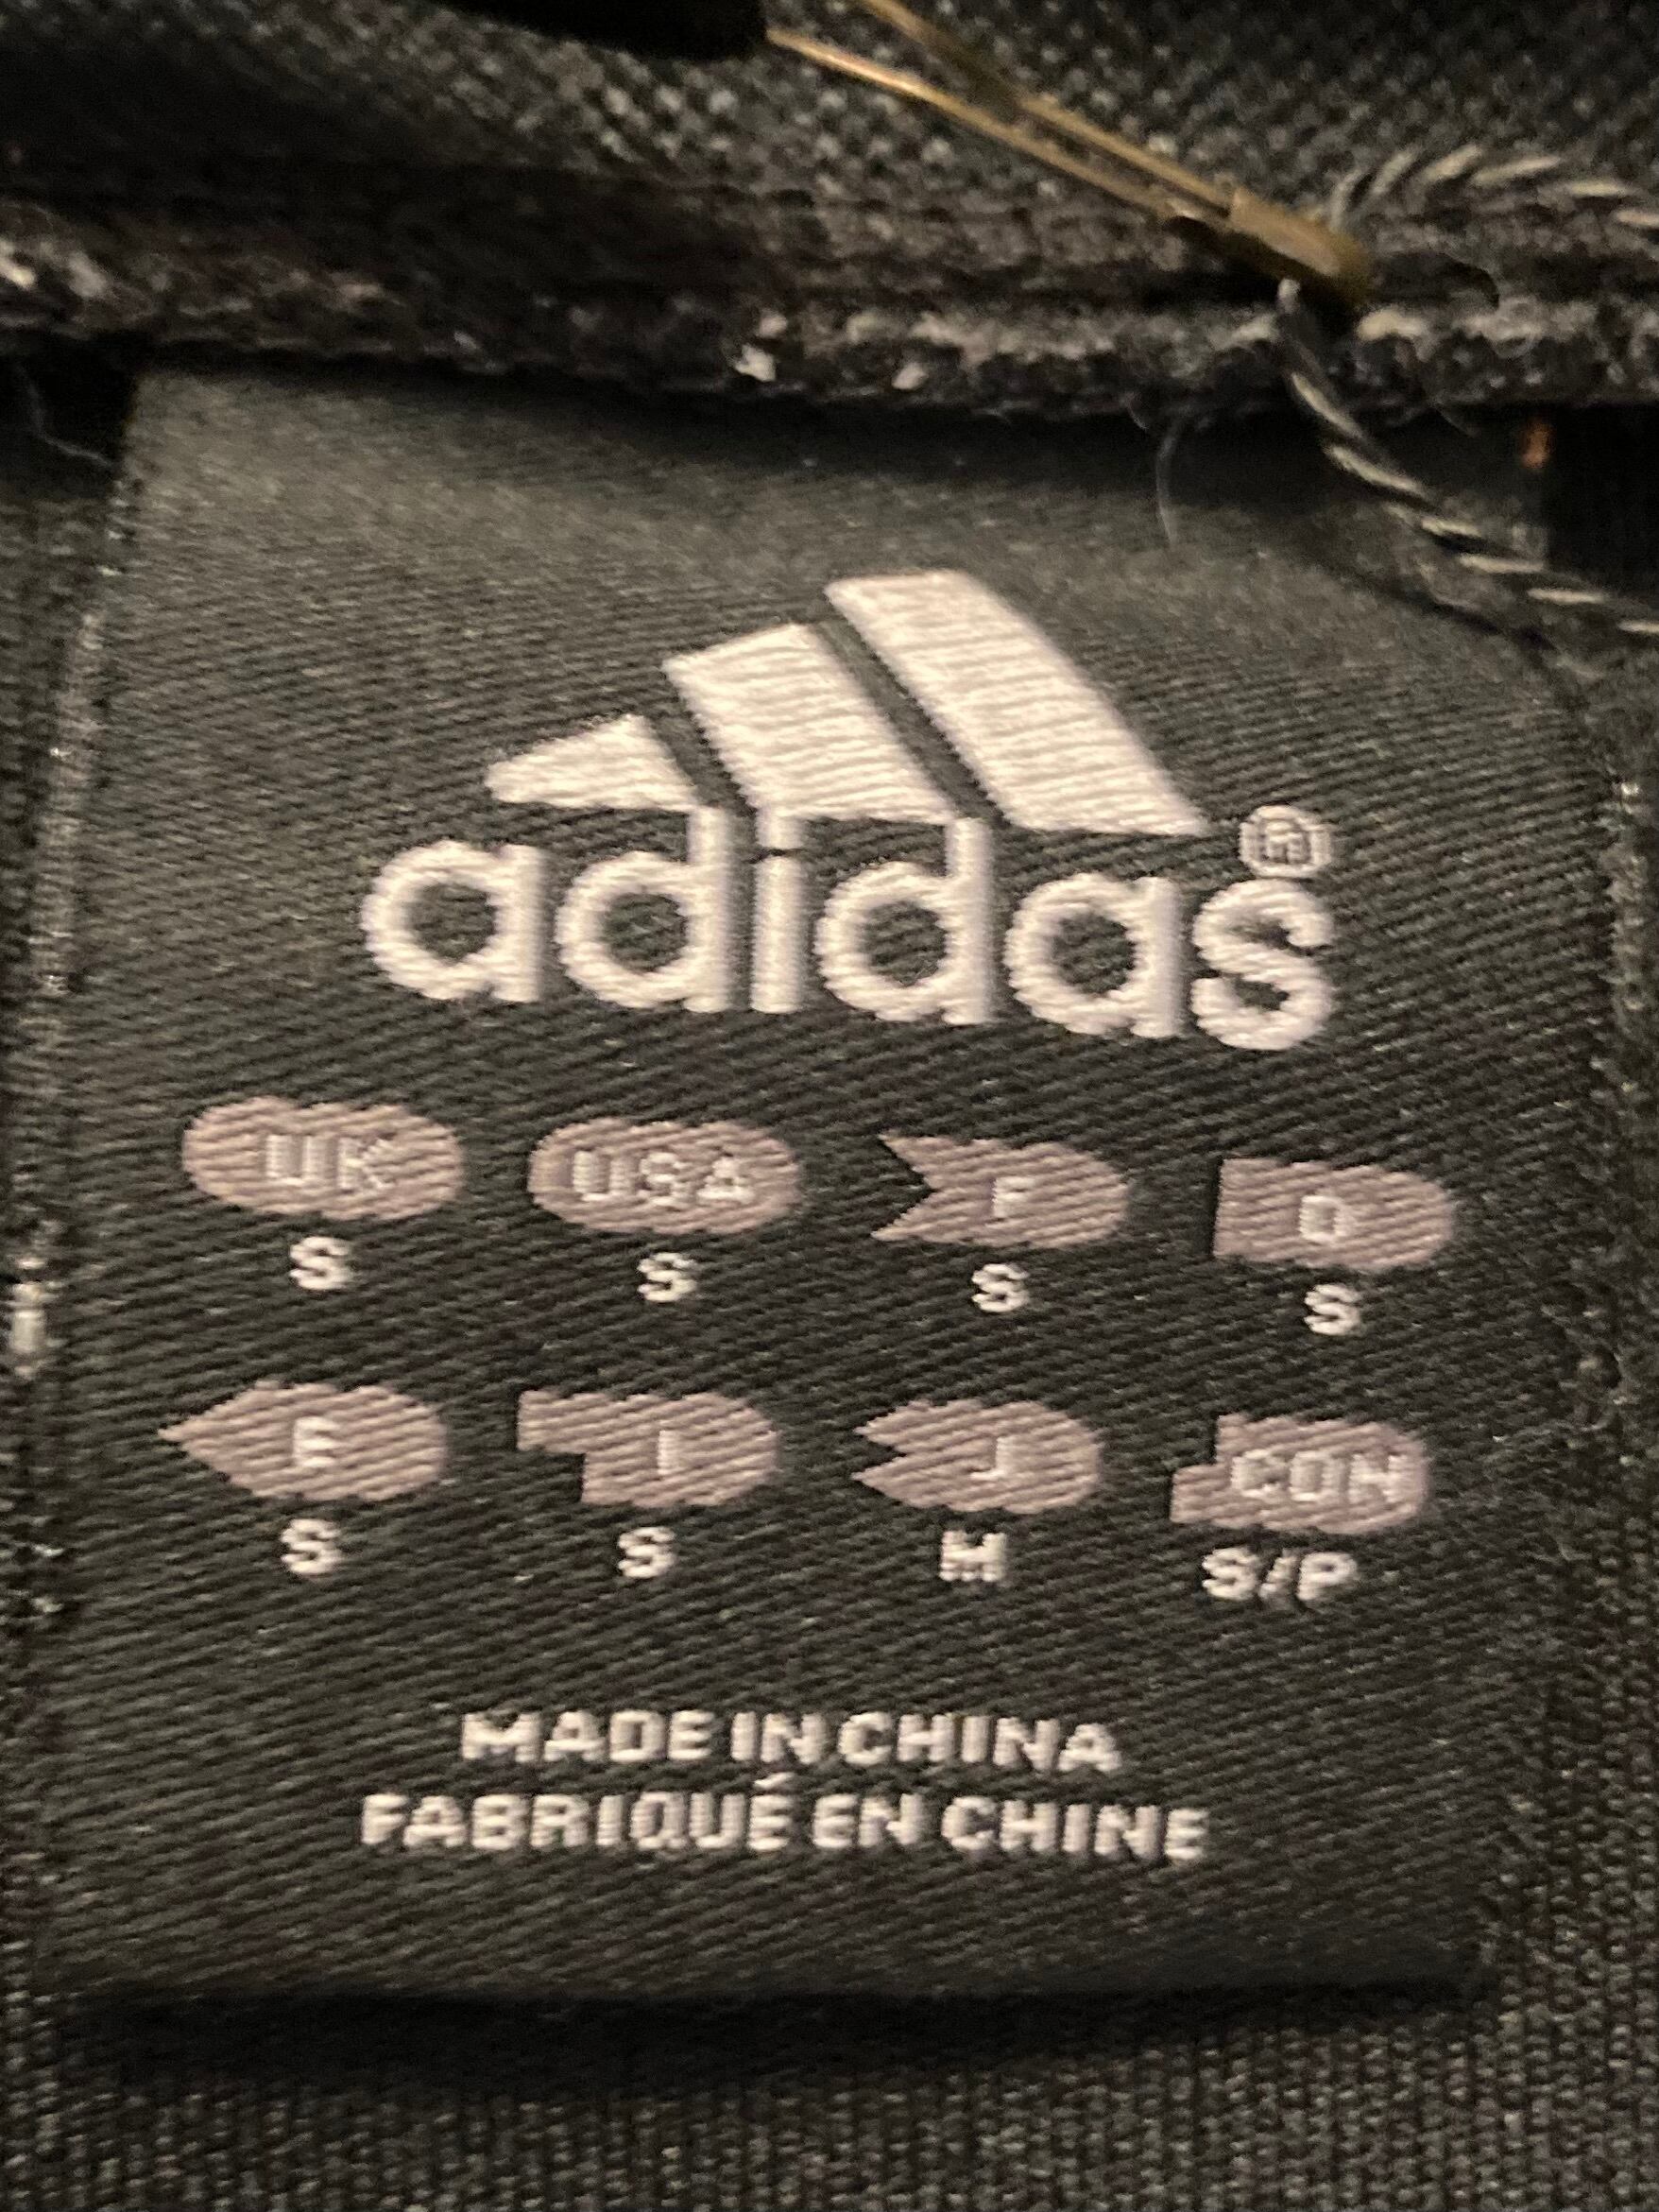 adidas®
UK USA F D
S S S S
E I J CON
S S M S/P
MADE IN CHINA
FABRIQUÉ EN CHINE